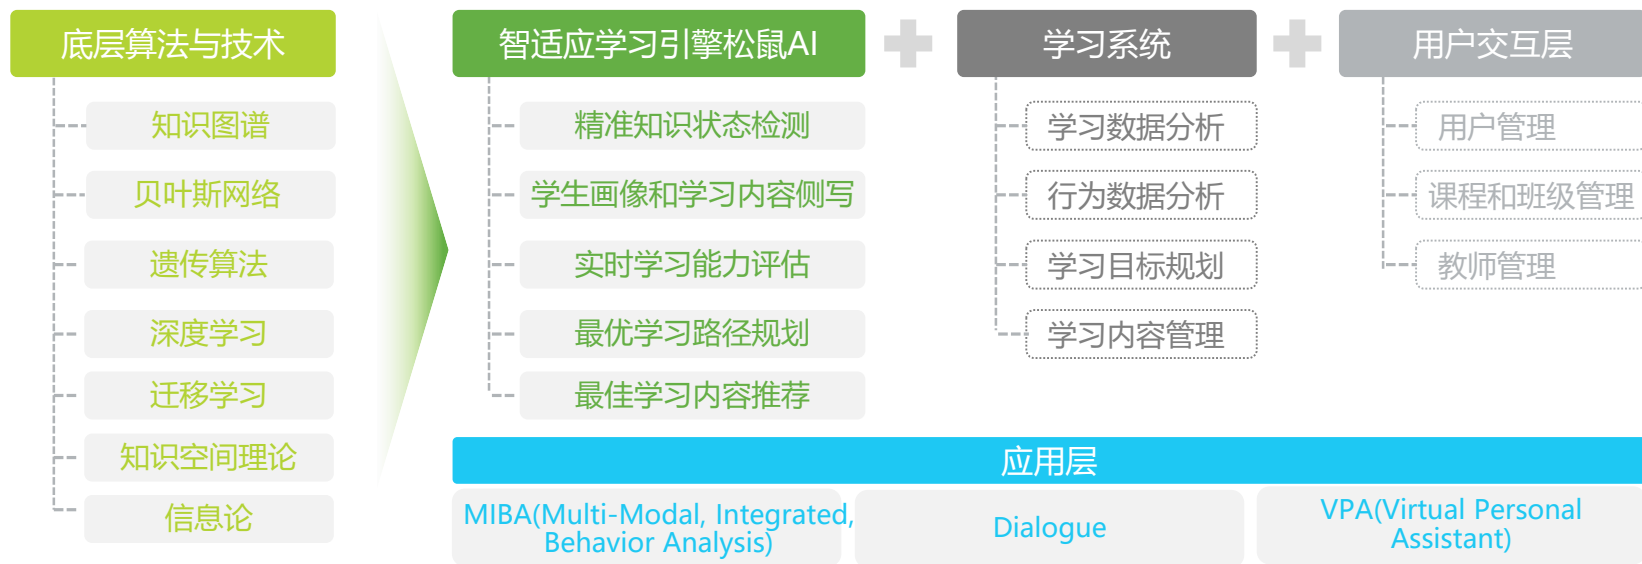 底层算法与技术
知识图谱
贝叶斯网络
遗传算法
深度学习
迁移学习
知识空间理论
信息论
智适应学习引擎松鼠AI
精准知识状态检测
学生画像和学习内容侧写
实时学习能力评估
最优学习路径规划
最佳学习内容推荐
学习系统
学习数据分析
行为数据分析
学习目标规划
学习内容管理
用户交互层
用户管理
课程和班级管理
教师管理
应用层
MIBA(Multi-Modal, Integrated,
Behavior Analysis)
Dialogue
VPA(Virtual Personal
Assistant)